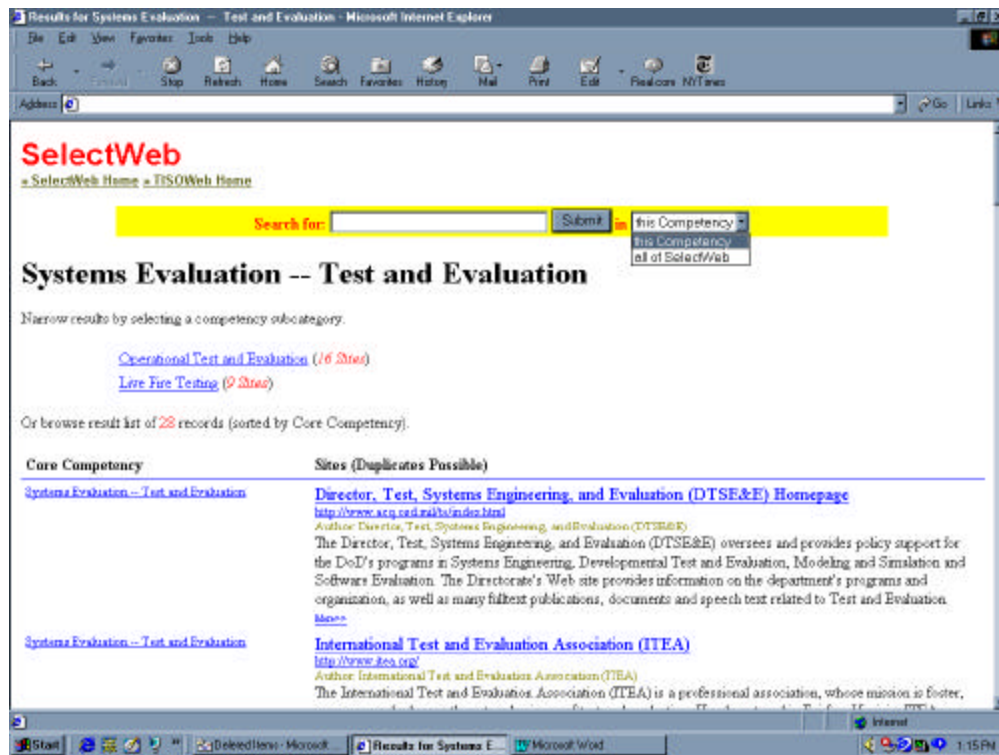 Results for Systems Evaluation -- Test and Evaluation - Microsoft Internet Explorer
File Edit View Favorites Tools Help
Back Forward Stop Refresh Home Search Favorites History Mail Print Edit Real.com NYTimes
Address Go Links
SelectWeb
» SelectWeb Home » TISOWeb Home
Search for: Submit in this Competency
this Competency
all of SelectWeb
Systems Evaluation -- Test and Evaluation
Narrow results by selecting a competency subcategory.
Operational Test and Evaluation (16 Sites)
Live Fire Testing (9 Sites)
Or browse result list of 28 records (sorted by Core Competency).
Core Competency Sites (Duplicates Possible)
Systems Evaluation -- Test and Evaluation Director, Test, Systems Engineering, and Evaluation (DTSE&E) Homepage
http://www.acq.osd.mil/ts/index.html
Author: Director, Test, Systems Engineering, and Evaluation (DTSE&E)
The Director, Test, Systems Engineering, and Evaluation (DTSE&E) oversees and provides policy support for
the DoD's programs in Systems Engineering, Developmental Test and Evaluation, Modeling and Simulation and
Software Evaluation. The Directorate's Web site provides information on the department's programs and
organization, as well as many fulltext publications, documents and speech text related to Test and Evaluation.
More>>
Systems Evaluation -- Test and Evaluation International Test and Evaluation Association (ITEA)
http://www.itea.org/
Author: International Test and Evaluation Association (ITEA)
The International Test and Evaluation Association (ITEA) is a professional association, whose mission is foster,
Internet
Start Deleted Items - Microsoft... Results for Systems E... Microsoft Word 1:15 PM